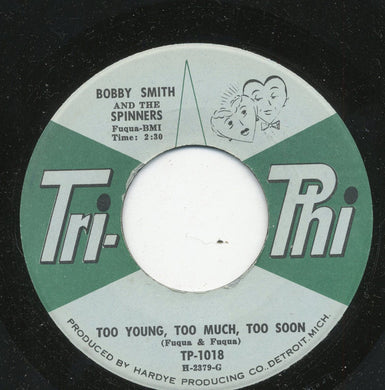 BOBBY SMITH
AND THE
SPINNERS
Fuqua-BMI
Time: 2:30
Tri-Phi
TOO YOUNG, TOO MUCH, TOO SOON
(Fuqua & Fuqua)
TP-1018
H-2379-G
PRODUCED BY HARDYE PRODUCING CO., DETROIT, MICH.